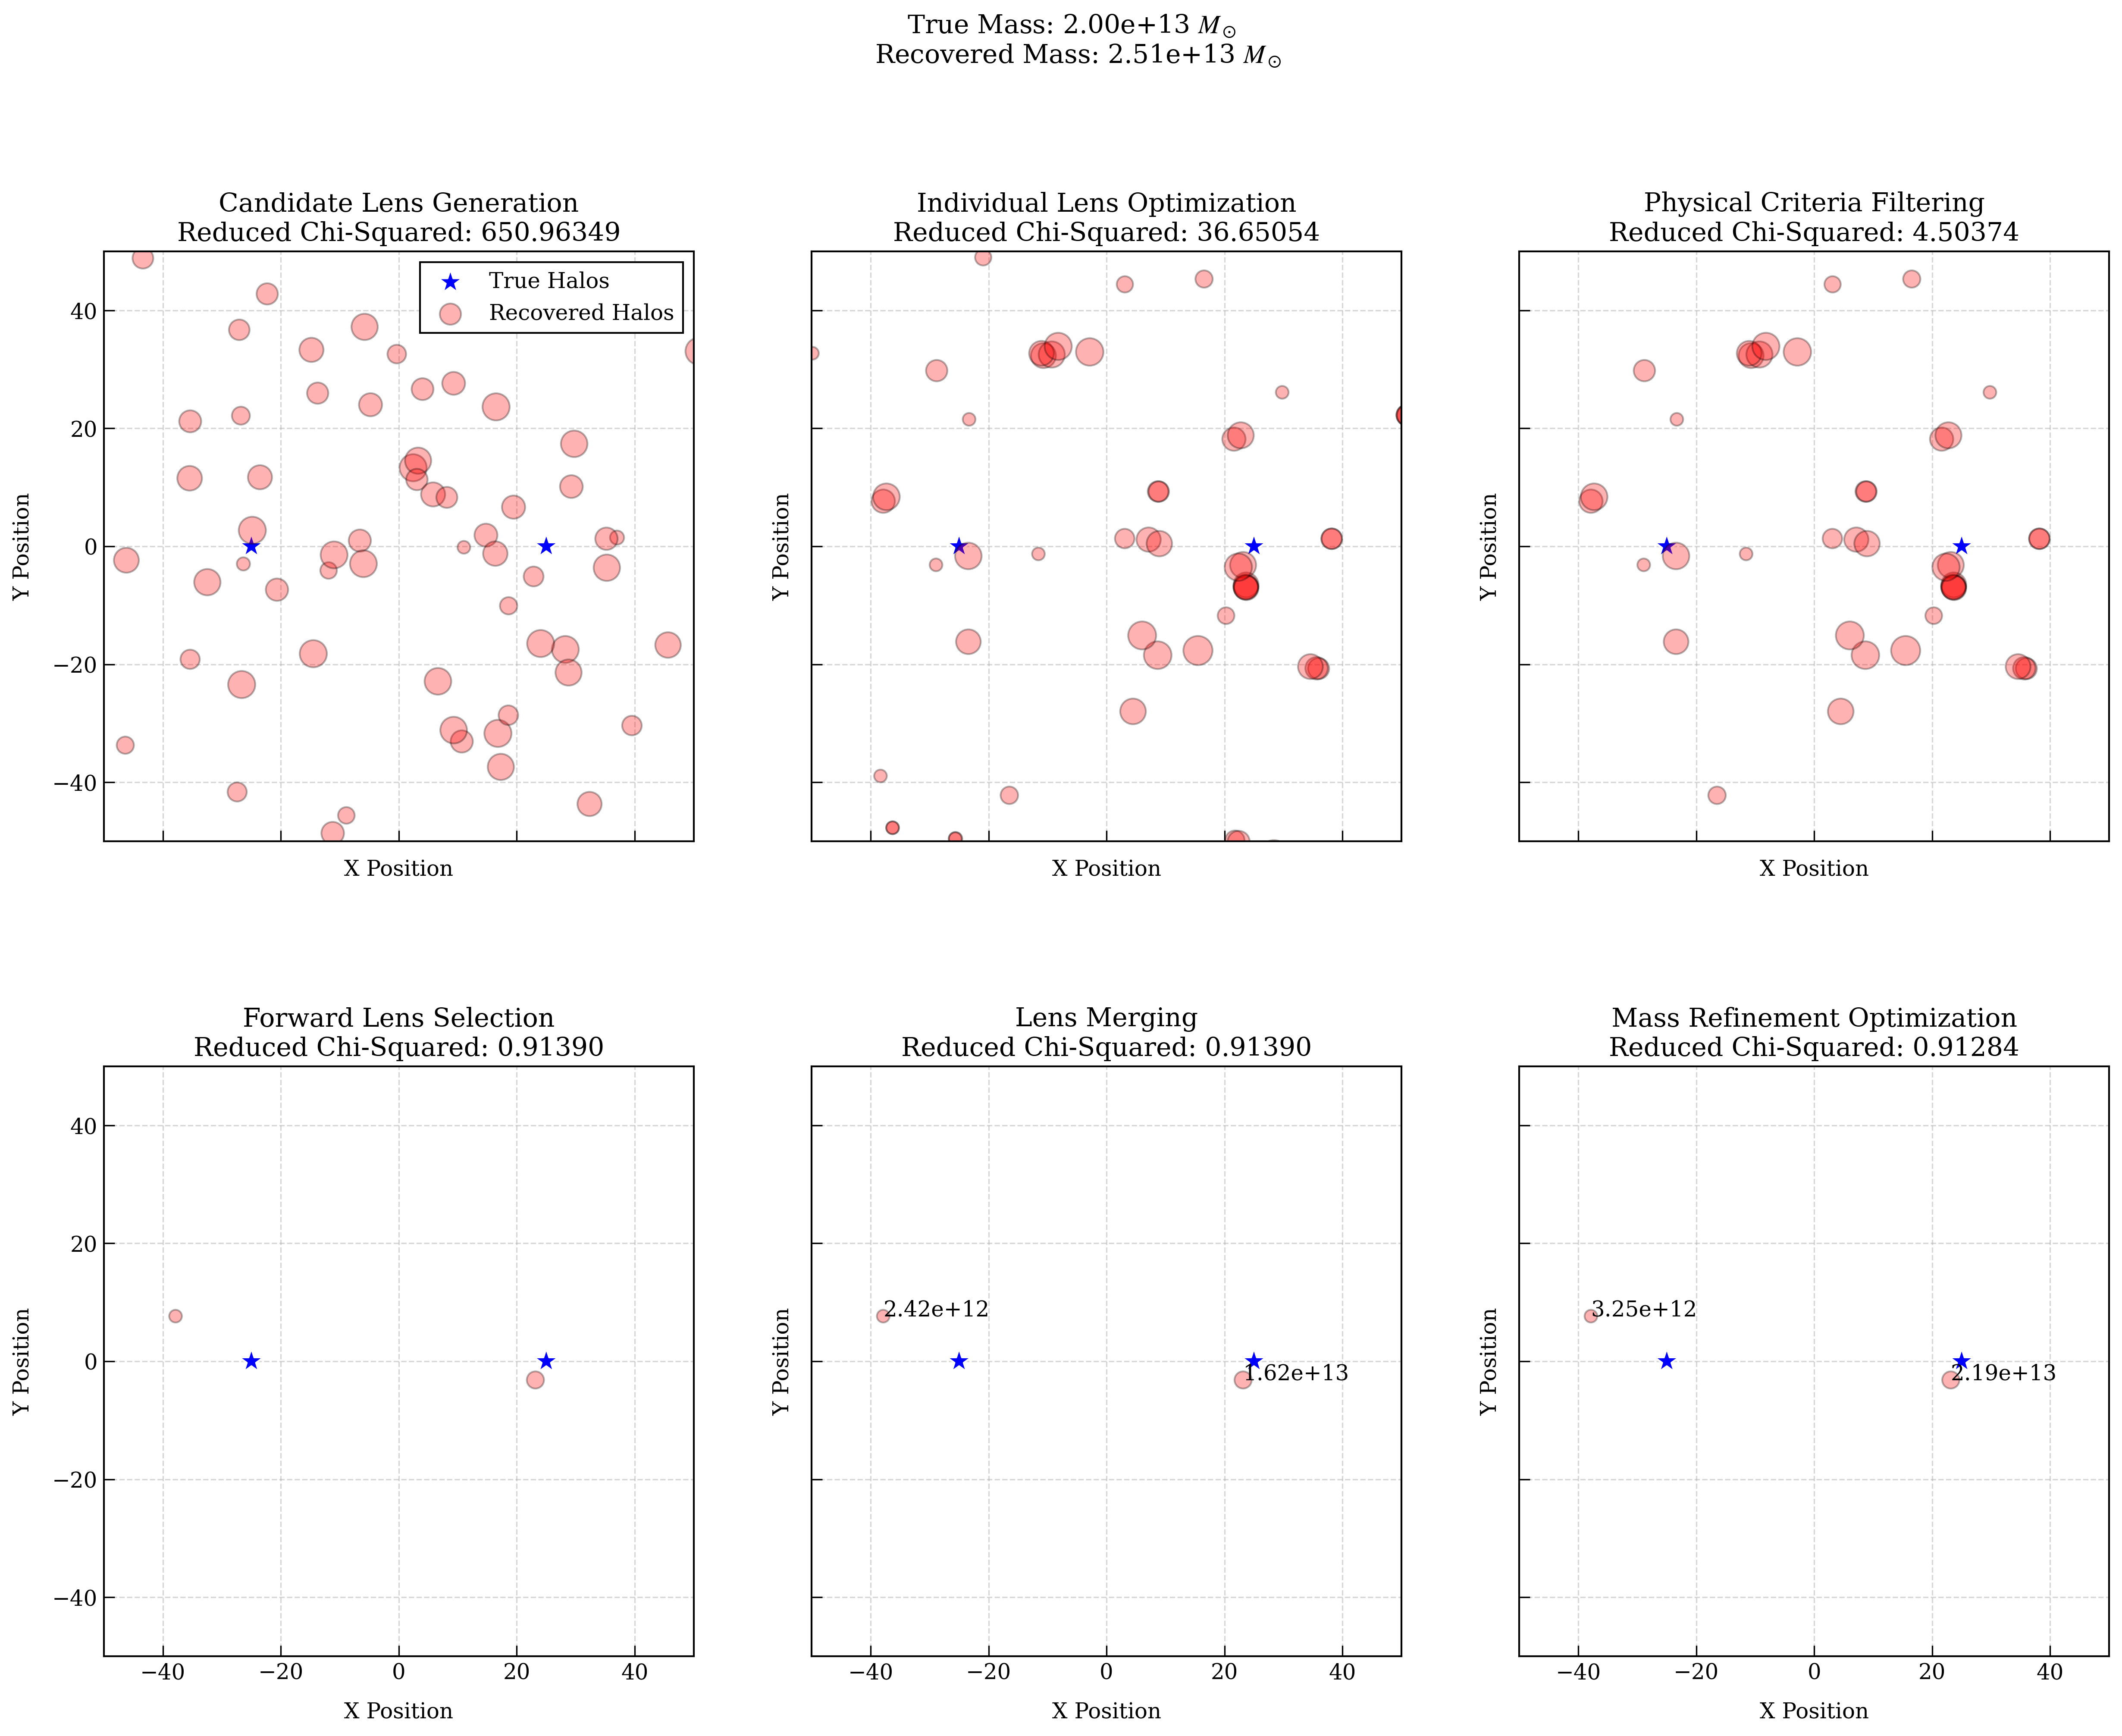 True Mass: 2.00e+13 M⊙
Recovered Mass: 2.51e+13 M⊙
Candidate Lens Generation
Reduced Chi-Squared: 650.96349
Individual Lens Optimization
Reduced Chi-Squared: 36.65054
Physical Criteria Filtering
Reduced Chi-Squared: 4.50374
True Halos
Recovered Halos
40
20
0
−20
−40
Y Position
Y Position
Y Position
X Position
X Position
X Position
Forward Lens Selection
Reduced Chi-Squared: 0.91390
Lens Merging
Reduced Chi-Squared: 0.91390
Mass Refinement Optimization
Reduced Chi-Squared: 0.91284
40
20
0
−20
−40
Y Position
Y Position
Y Position
2.42e+12
1.62e+13
3.25e+12
2.19e+13
−40 −20 0 20 40
−40 −20 0 20 40
−40 −20 0 20 40
X Position
X Position
X Position